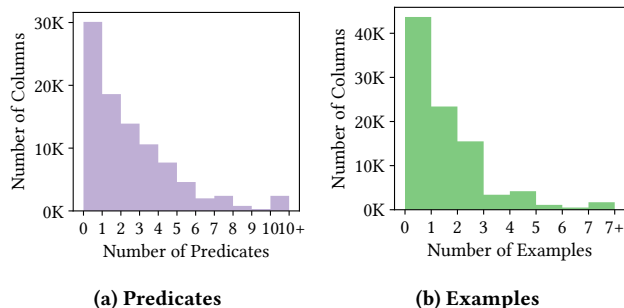 30K
20K
10K
0K
Number of Columns
0 1 2 3 4 5 6 7 8 9 10 10+
Number of Predicates
(a) Predicates
40K
30K
20K
10K
0K
Number of Columns
0 1 2 3 4 5 6 7 7+
Number of Examples
(b) Examples